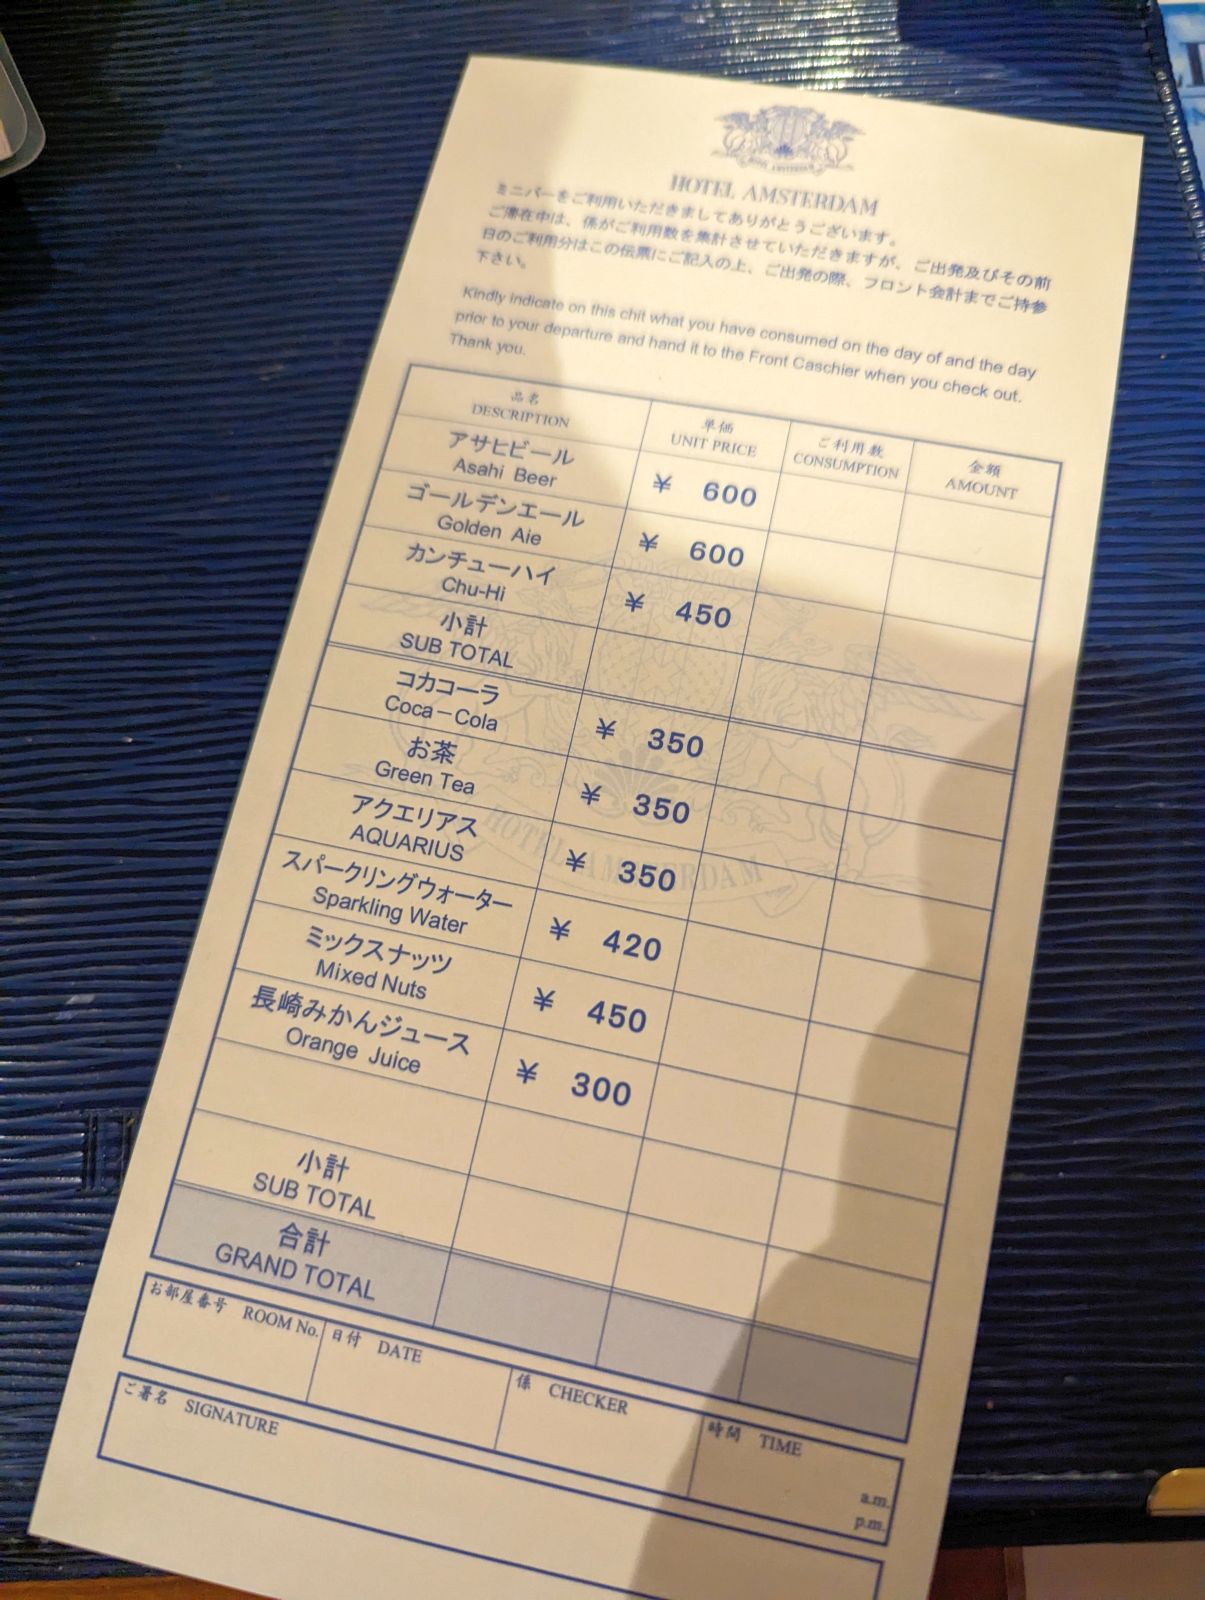 HOTEL AMSTERDAM
HOTEL AMSTERDAM
ミニバーをご利用いただきましてありがとうございます。
ご滞在中は、係がご利用数を集計させていただきますが、ご出発及びその前
日のご利用分はこの伝票にご記入の上、ご出発の際、フロント会計までご持参
下さい。
Kindly indicate on this chit what you have consumed on the day of and the day
prior to your departure and hand it to the Front Caschier when you check out.
Thank you.
品名 単価 ご利用数 金額
DESCRIPTION UNIT PRICE CONSUMPTION AMOUNT
アサヒビール
Asahi Beer ¥ 600
ゴールデンエール
Golden Aie ¥ 600
カンチューハイ
Chu-Hi ¥ 450
小計
SUB TOTAL
コカコーラ
Coca－Cola ¥ 350
お茶
Green Tea ¥ 350
アクエリアス
AQUARIUS ¥ 350
スパークリングウォーター
Sparkling Water ¥ 420
ミックスナッツ
Mixed Nuts ¥ 450
長崎みかんジュース
Orange Juice ¥ 300
小計
SUB TOTAL
合計
GRAND TOTAL
HOTEL AMSTERDAM
お部屋番号 ROOM No. 日付 DATE 係 CHECKER 時間 TIME
a.m.
p.m.
ご署名 SIGNATURE